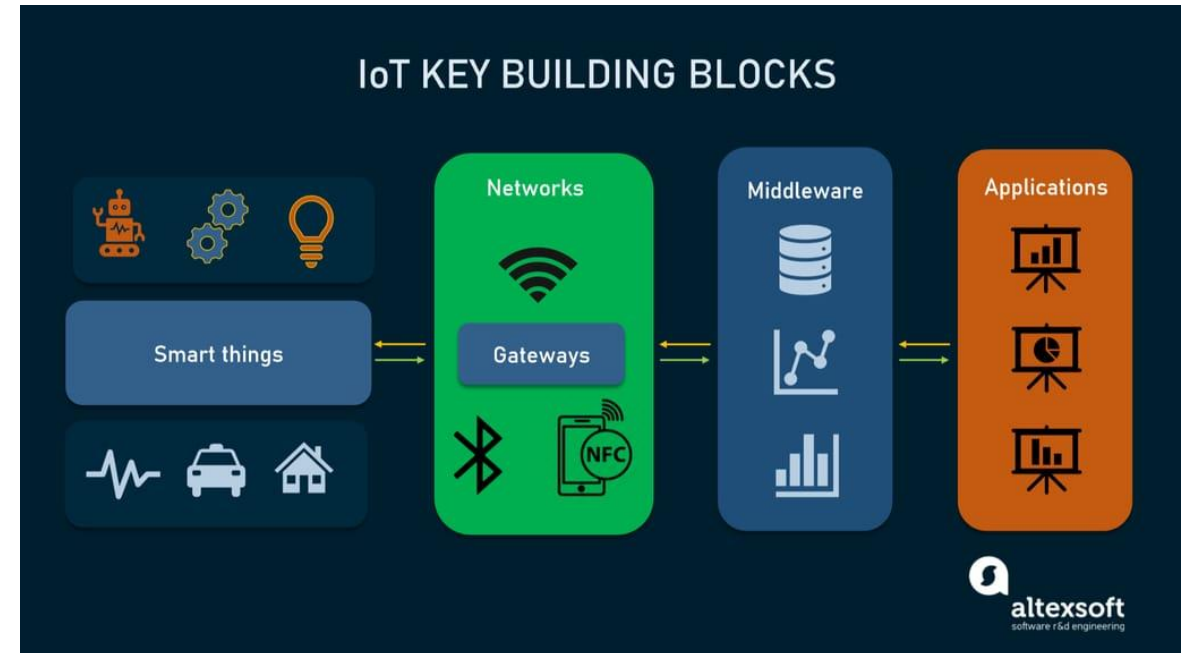 IoT KEY BUILDING BLOCKS
Networks
Middleware
Applications
Smart things
Gateways
NFC
altexsoft
software r&d engineering